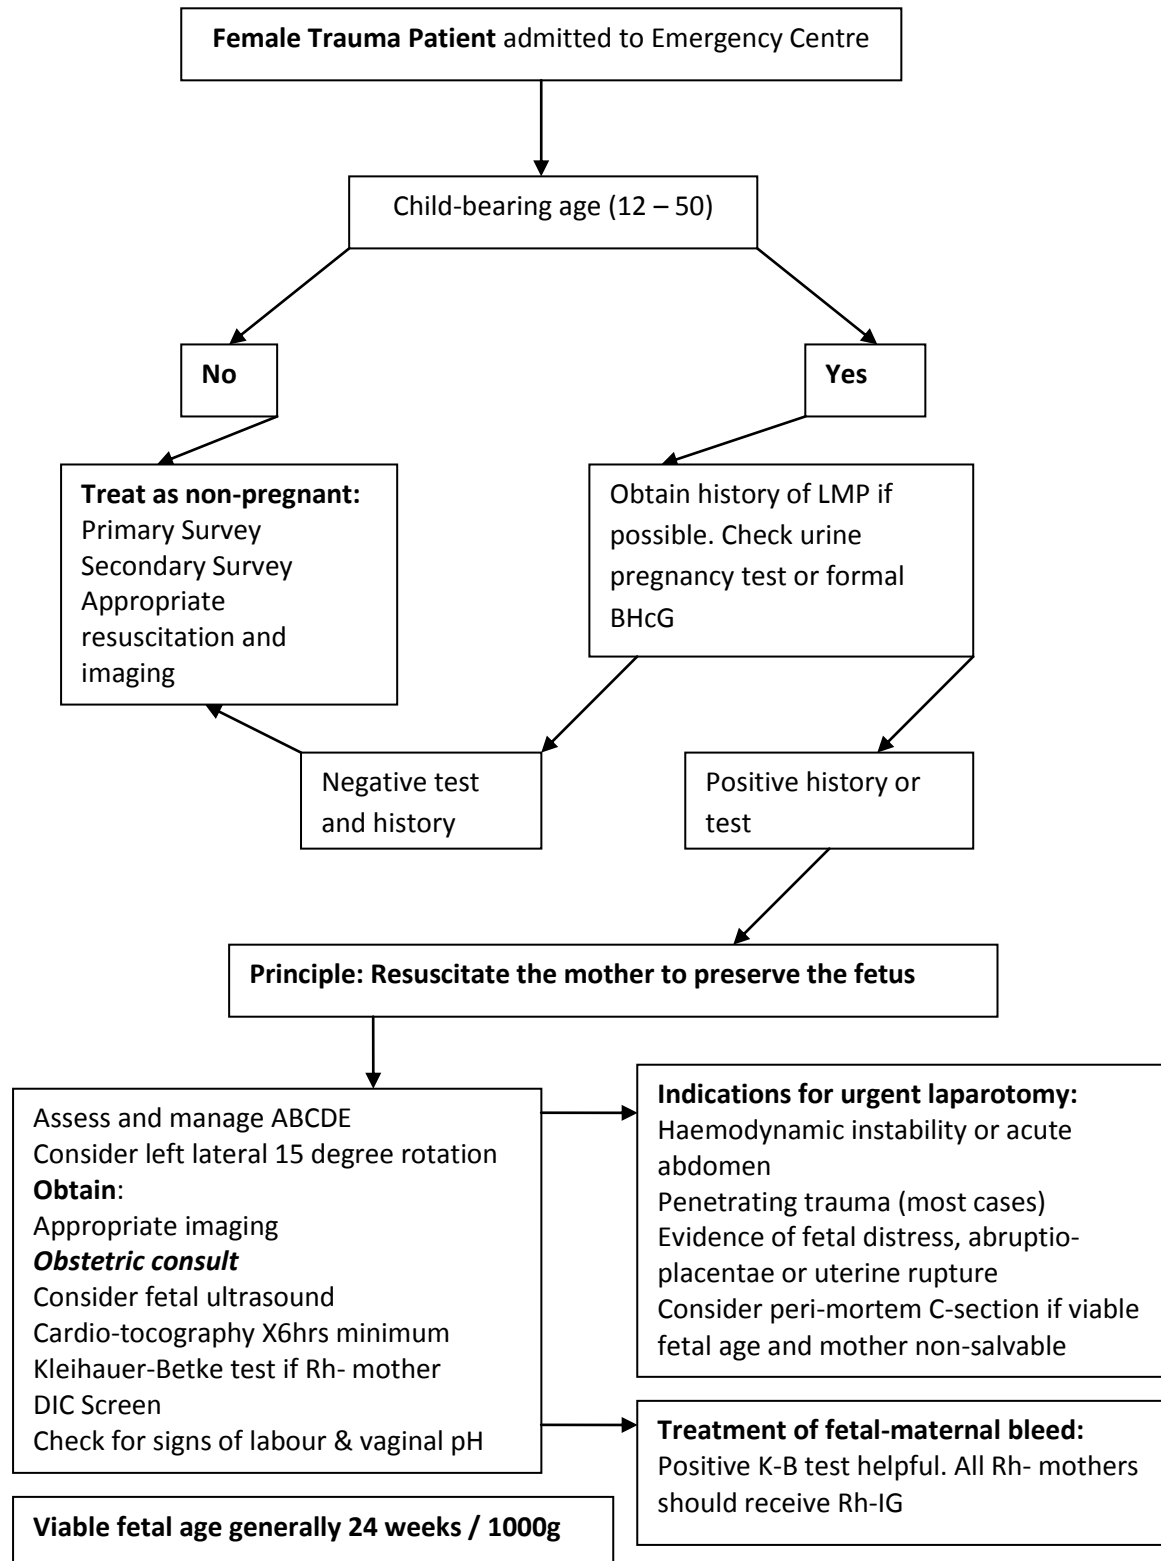 Female Trauma Patient admitted to Emergency Centre
Child-bearing age (12 – 50)
No
Yes
Treat as non-pregnant:
Primary Survey
Secondary Survey
Appropriate
resuscitation and
imaging
Obtain history of LMP if
possible. Check urine
pregnancy test or formal
BHcG
Negative test
and history
Positive history or
test
Principle: Resuscitate the mother to preserve the fetus
Assess and manage ABCDE
Consider left lateral 15 degree rotation
Obtain:
Appropriate imaging
Obstetric consult
Consider fetal ultrasound
Cardio-tocography X6hrs minimum
Kleihauer-Betke test if Rh- mother
DIC Screen
Check for signs of labour & vaginal pH
Indications for urgent laparotomy:
Haemodynamic instability or acute
abdomen
Penetrating trauma (most cases)
Evidence of fetal distress, abruptio-
placentae or uterine rupture
Consider peri-mortem C-section if viable
fetal age and mother non-salvable
Treatment of fetal-maternal bleed:
Positive K-B test helpful. All Rh- mothers
should receive Rh-IG
Viable fetal age generally 24 weeks / 1000g